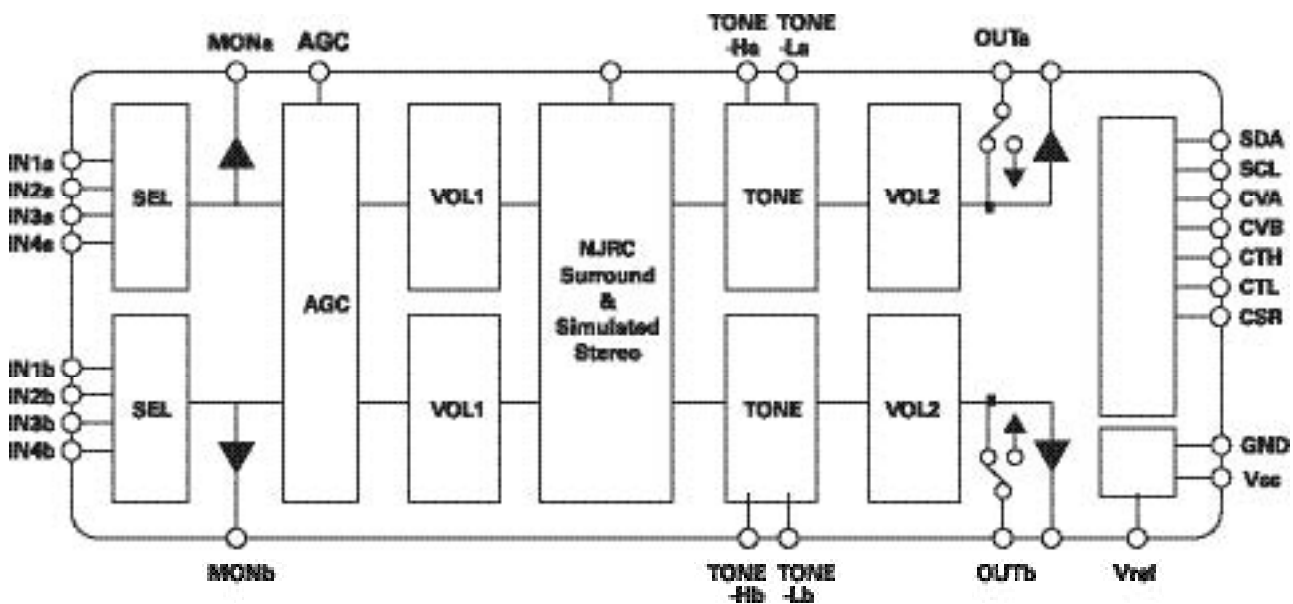 MONa
AGC
TONE
-Ha
TONE
-La
OUTa
IN1a
IN2a
IN3a
IN4a
SEL
VOL1
TONE
VOL2
SDA
SCL
CVA
CVB
CTH
CTL
CSR
AGC
NJRC
Surround
&
Simulated
Stereo
IN1b
IN2b
IN3b
IN4b
SEL
VOL1
TONE
VOL2
GND
MONb
TONE
-Hb
TONE
-Lb
OUTb
Vref